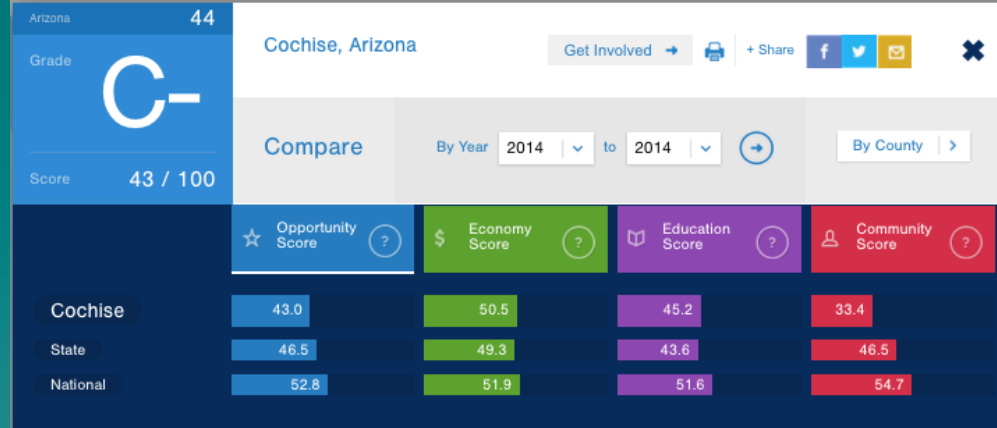 Arizona 44
Grade
C-
Score 43 / 100
Cochise, Arizona
Get Involved
+ Share
f
Compare
By Year 2014 to 2014
By County
Opportunity
Score
?
$
Economy
Score
?
Education
Score
?
Community
Score
?
Cochise 43.0 50.5 45.2 33.4
State 46.5 49.3 43.6 46.5
National 52.8 51.9 51.6 54.7